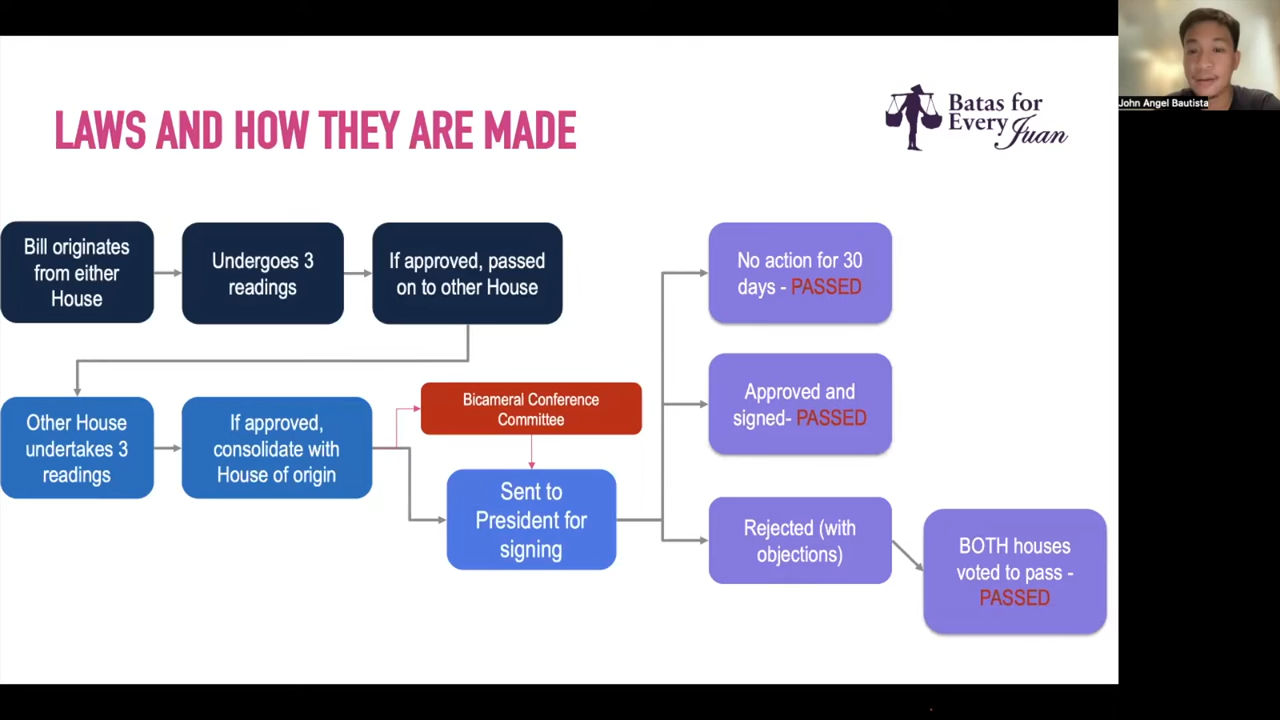 LAWS AND HOW THEY ARE MADE
Batas for
Every Juan
John Angel Bautista
Bill originates
from either
House
Undergoes 3
readings
If approved, passed
on to other House
No action for 30
days - PASSED
Other House
undertakes 3
readings
If approved,
consolidate with
House of origin
Bicameral Conference
Committee
Sent to
President for
signing
Approved and
signed- PASSED
Rejected (with
objections)
BOTH houses
voted to pass -
PASSED